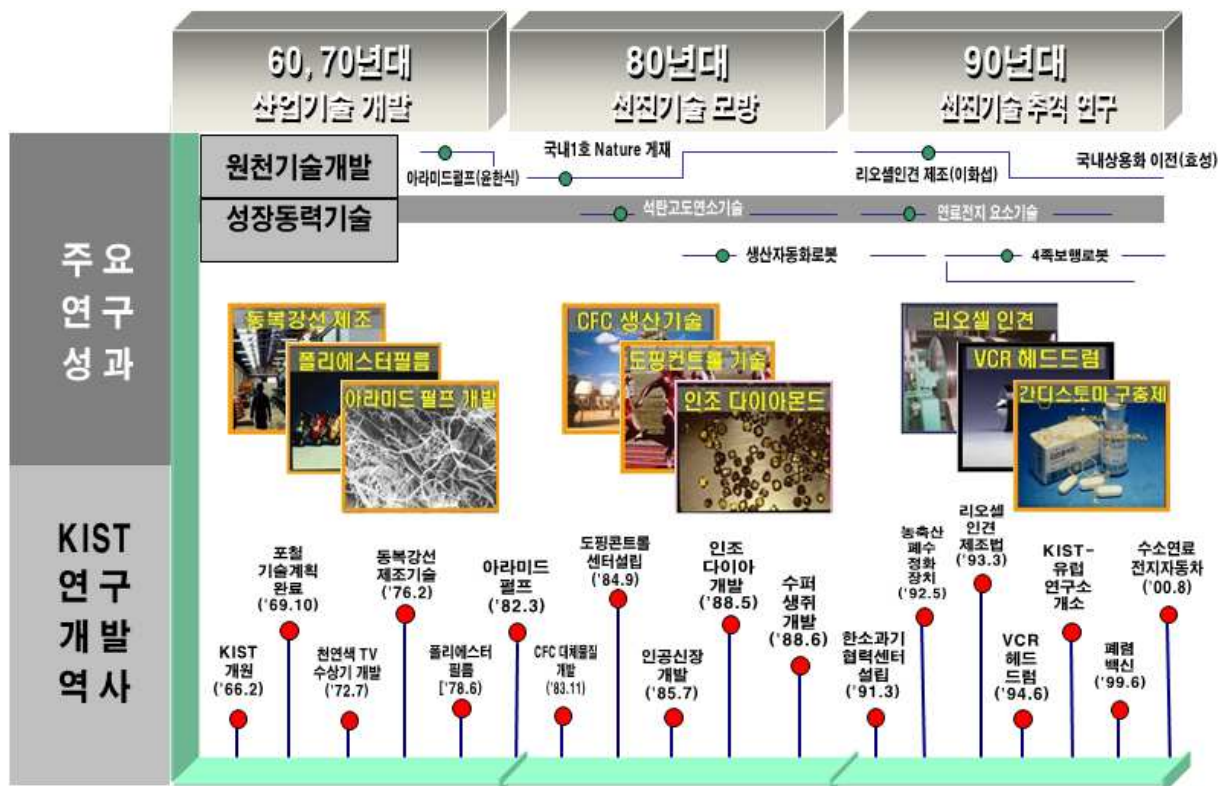 60, 70년대
산업기술 개발
80년대
선진기술 모방
90년대
선진기술 추격 연구
주요
연구
성과
원천기술개발
성장동력기술
아라미드펄프(윤한식)
국내1호 Nature 게재
리오셀인견 제조(이화섭)
국내상용화 이전(효성)
석탄고도연소기술
연료전지 요소기술
생산자동화로봇
4족보행로봇
동복강선 제조
폴리에스터필름
아라미드 펄프 개발
CFC 생산기술
도핑컨트롤 기술
인조 다이아몬드
리오셀 인견
VCR 헤드드럼
간디스토마 구충제
KIST
연구
개발
역사
KIST
개원
('66.2)
포철
기술계획
완료
('69.10)
천연색 TV
수상기 개발
('72.7)
동복강선
제조기술
('76.2)
폴리에스터
필름
['78.6)
아라미드
펄프
('82.3)
CFC 대체물질
개발
('83.11)
도핑콘트롤
센터설립
('84.9)
인공신장
개발
('85.7)
인조
다이아
개발
('88.5)
수퍼
생쥐
개발
('88.6)
한소과기
협력센터
설립
('91.3)
농축산
폐수
정화
장치
('92.5)
리오셀
인견
제조법
('93.3)
VCR
헤드
드럼
('94.6)
KIST-
유럽
연구소
개소
폐렴
백신
('99.6)
수소연료
전지자동차
('00.8)